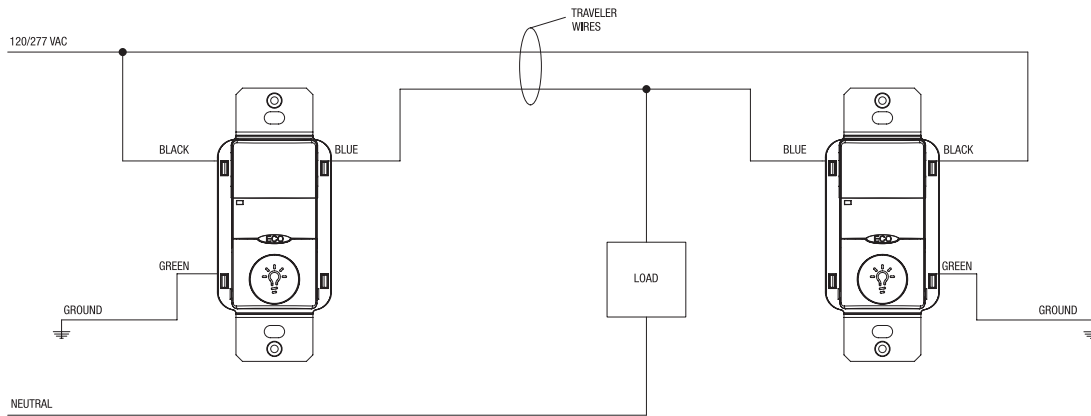 TRAVELER
WIRES
120/277 VAC
BLACK
BLUE
BLUE
BLACK
ECO
ECO
GREEN
LOAD
GREEN
GROUND
GROUND
NEUTRAL